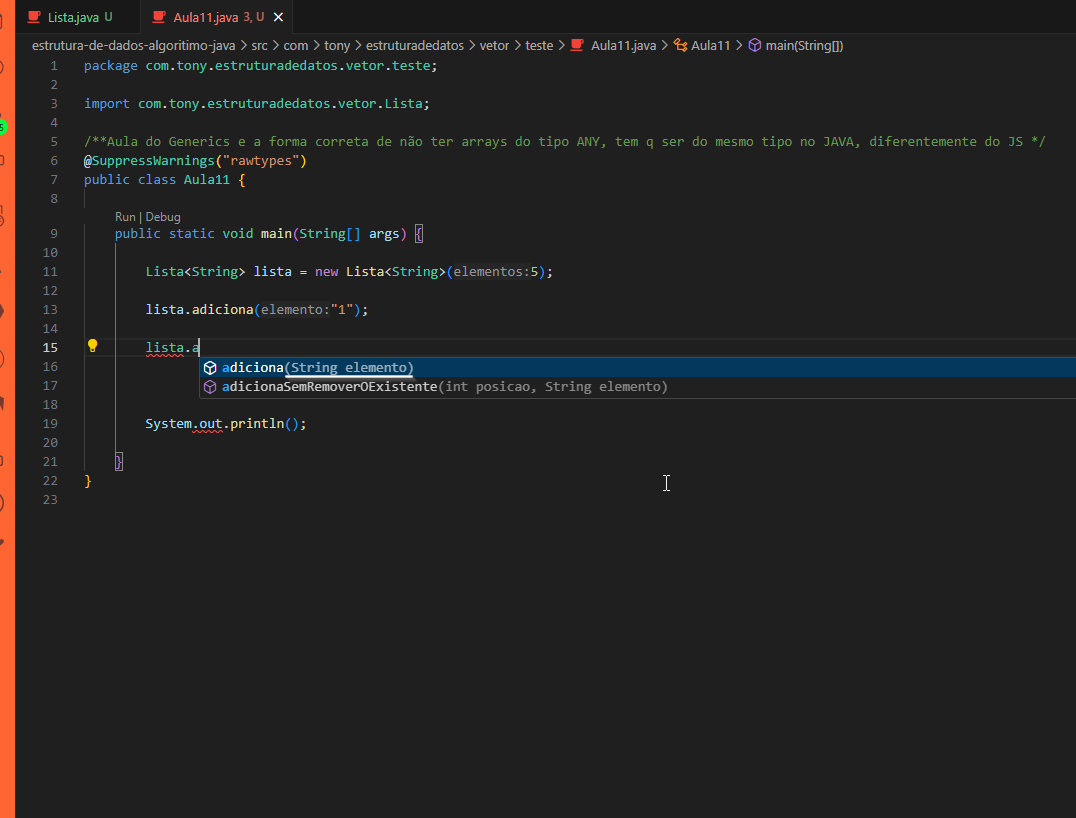 Lista.java U
Aula11.java 3, U
estrutura-de-dados-algoritimo-java > src > com > tony > estruturadedatos > vetor > teste > Aula11.java > Aula11 > main(String[])
1 package com.tony.estruturadedatos.vetor.teste;
2
3 import com.tony.estruturadedatos.vetor.Lista;
4
5 /**Aula do Generics e a forma correta de não ter arrays do tipo ANY, tem q ser do mesmo tipo no JAVA, diferentemente do JS */
6 @SuppressWarnings("rawtypes")
7 public class Aula11 {
8
Run | Debug
9 public static void main(String[] args) {
10
11 Lista<String> lista = new Lista<String>(elementos:5);
12
13 lista.adiciona(elemento:"1");
14
15 lista.a
16 adiciona(String elemento)
17 adicionaSemRemoverOExistente(int posicao, String elemento)
18
19 System.out.println();
20
21 }
22 }
23